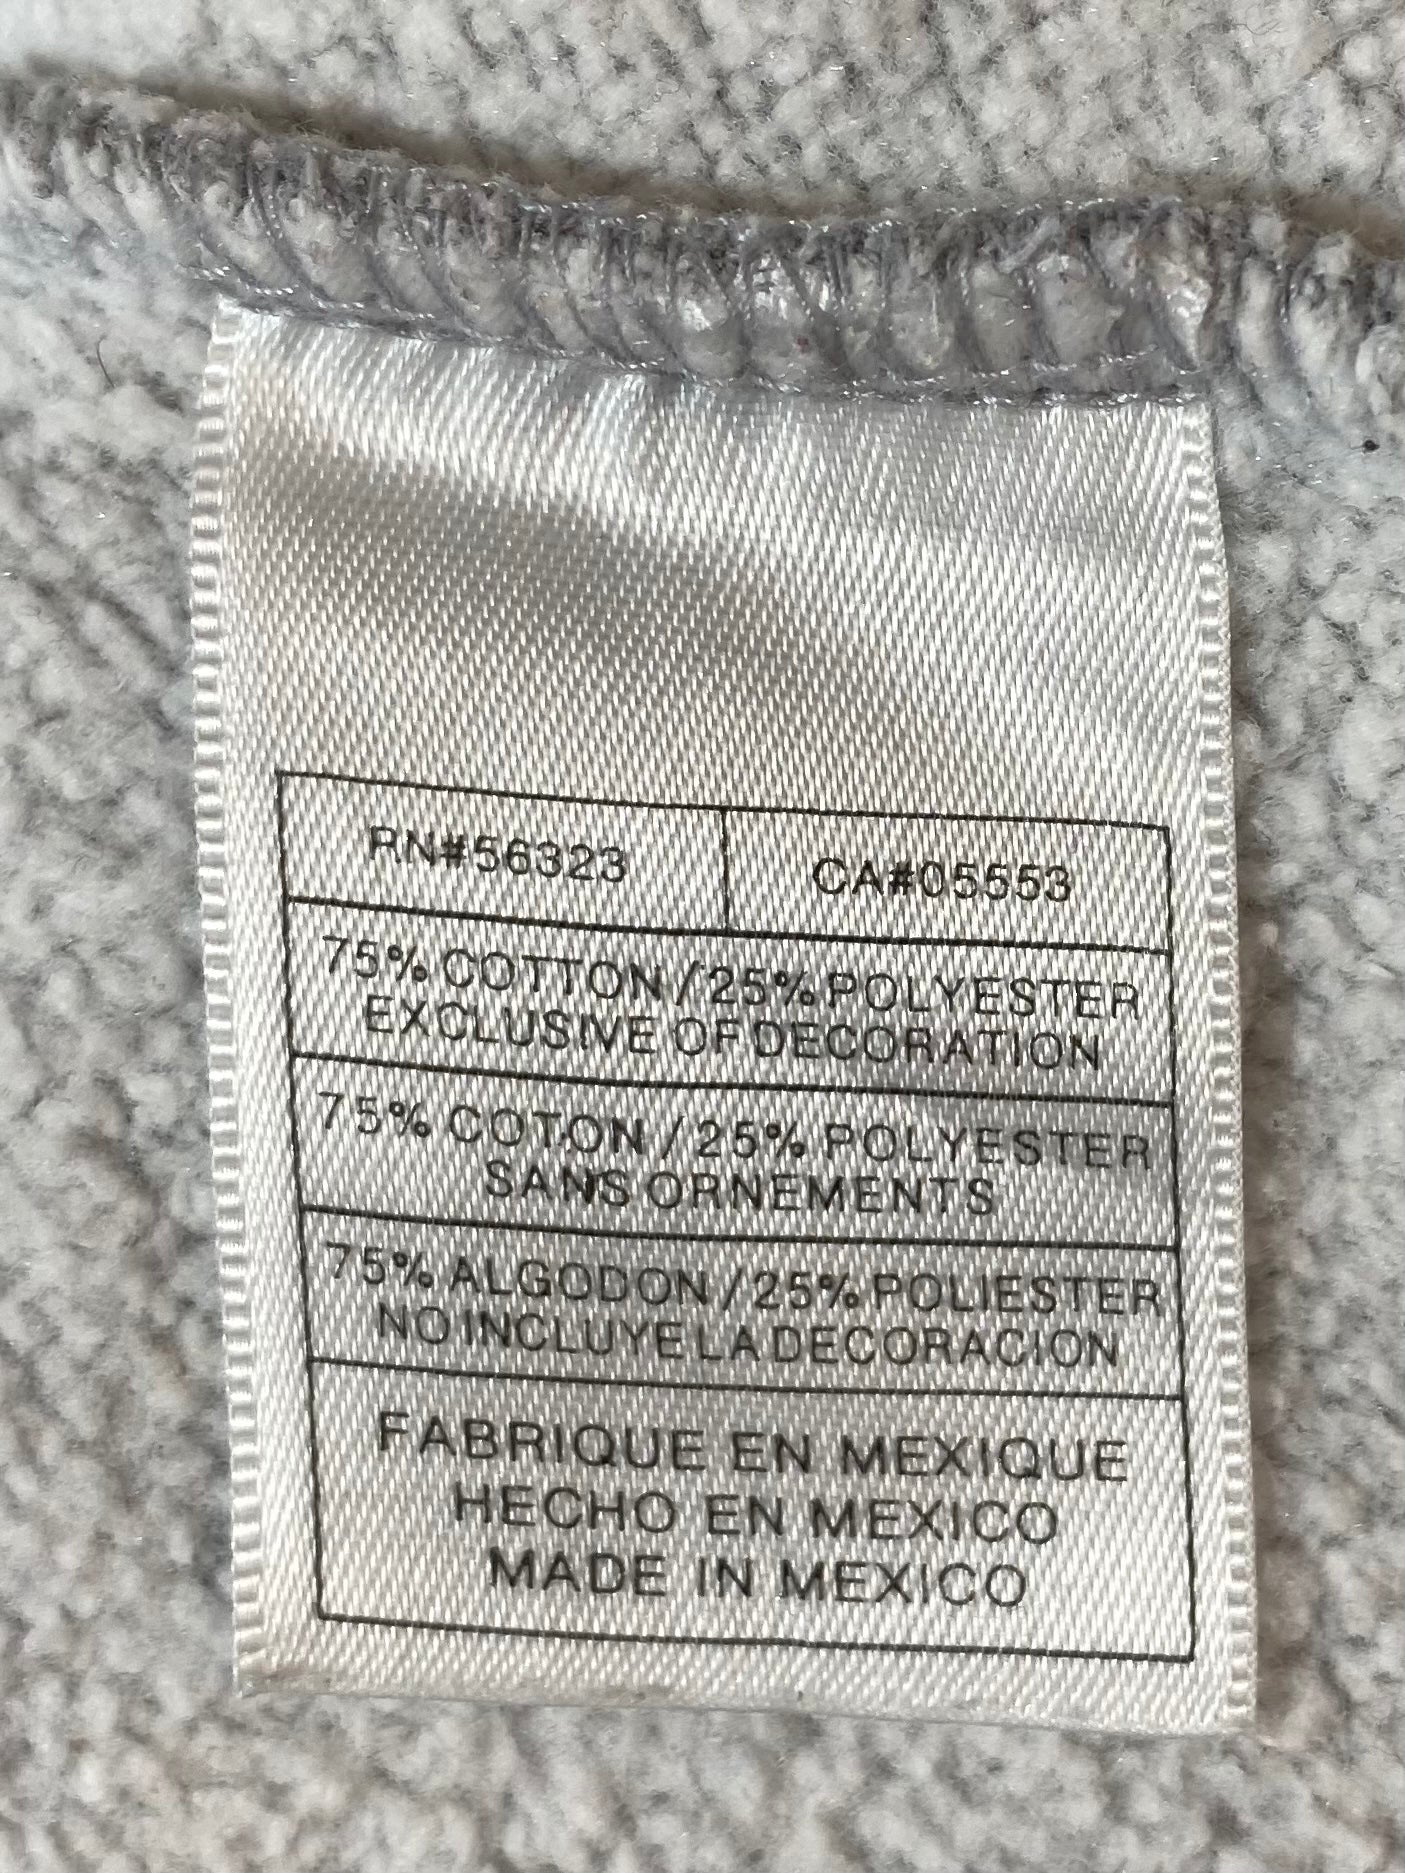 RN#56323 CA#05553
75% COTTON/25% POLYESTER
EXCLUSIVE OF DECORATION
75% COTON/25% POLYESTER
SANS ORNEMENTS
75% ALGODON/25% POLIESTER
NO INCLUYE LA DECORACION
FABRIQUE EN MEXIQUE
HECHO EN MEXICO
MADE IN MEXICO